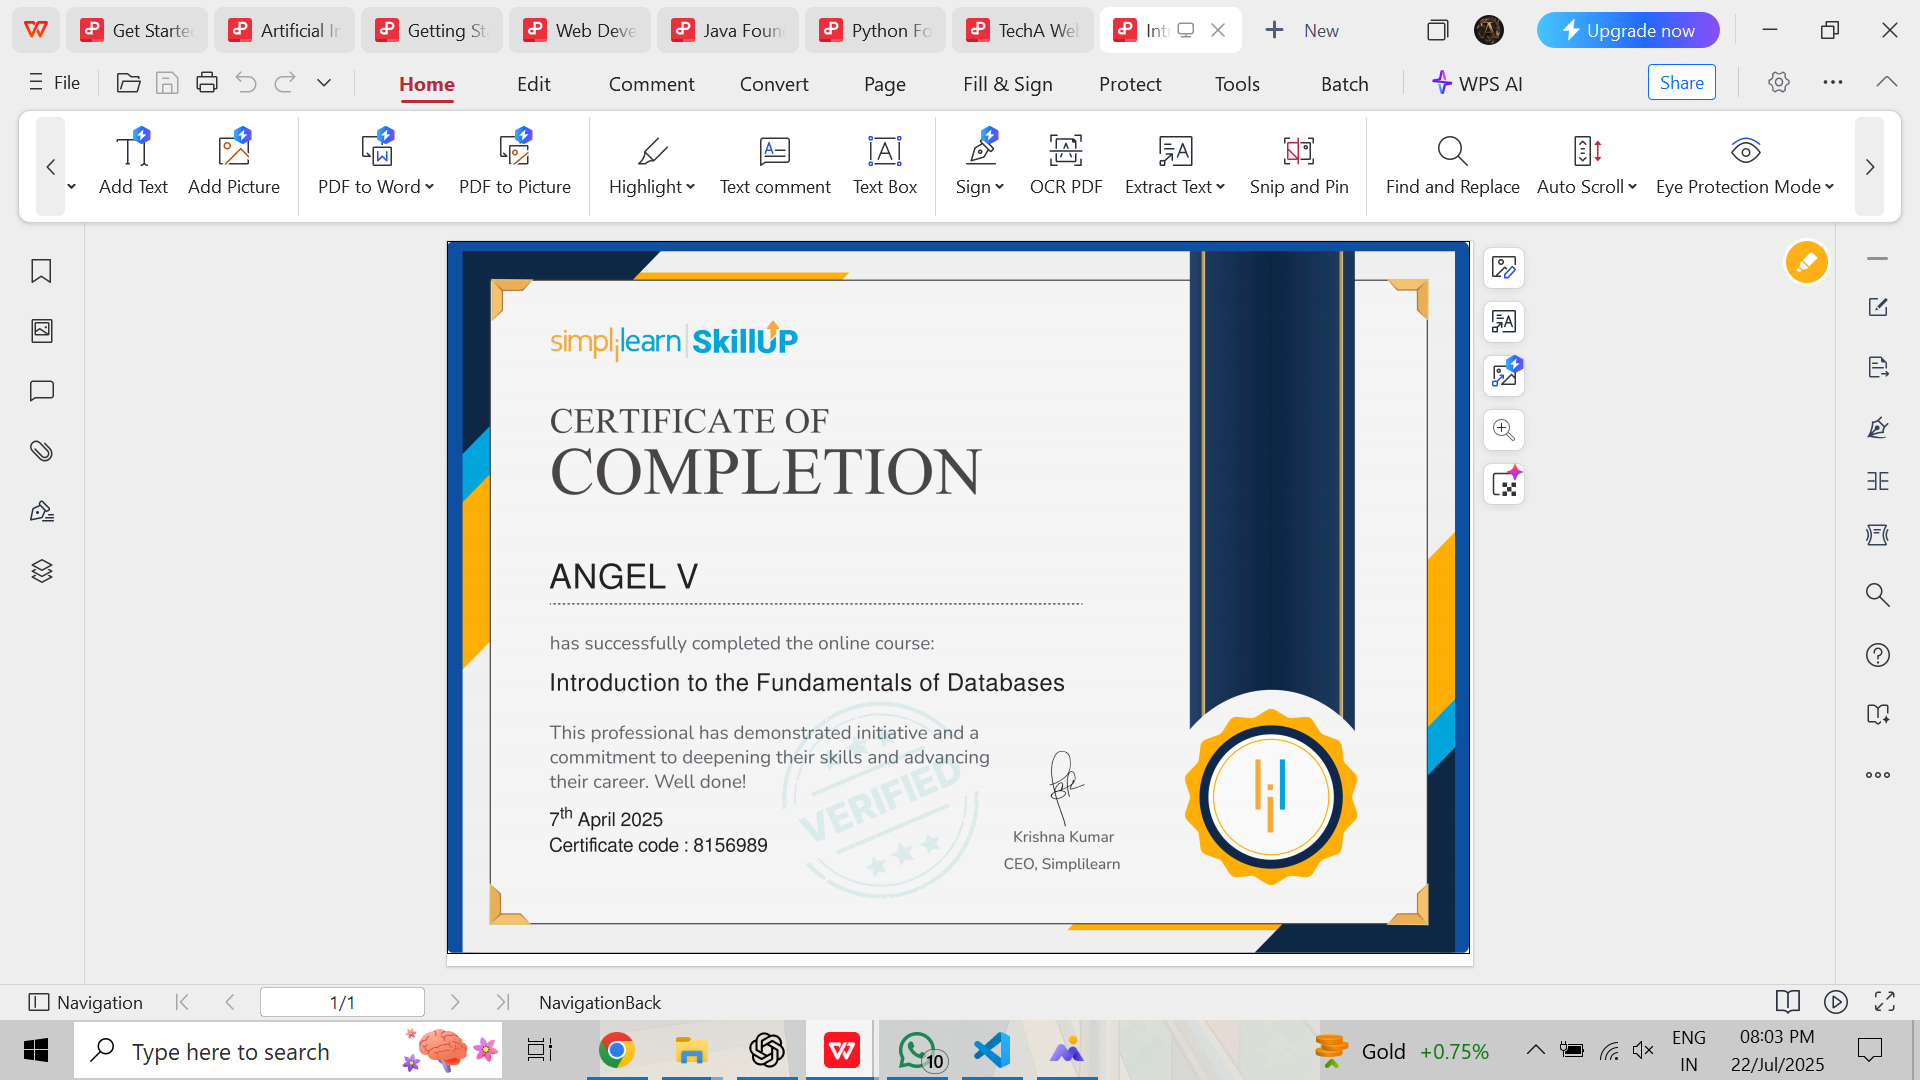 Get Starte
Artificial Ir
Getting St
Web Deve
Java Foun
Python Fo
TechA Wel
Int
New
Upgrade now
File
Home
Edit
Comment
Convert
Page
Fill & Sign
Protect
Tools
Batch
WPS AI
Share
Add Text
Add Picture
PDF to Word
PDF to Picture
Highlight
Text comment
Text Box
Sign
OCR PDF
Extract Text
Snip and Pin
Find and Replace
Auto Scroll
Eye Protection Mode
simplilearn | SkillUP
CERTIFICATE OF
COMPLETION
ANGEL V
has successfully completed the online course:
Introduction to the Fundamentals of Databases
This professional has demonstrated initiative and a
commitment to deepening their skills and advancing
their career. Well done!
VERIFIED
7th April 2025
Certificate code : 8156989
Krishna Kumar
CEO, Simplilearn
Navigation
1/1
NavigationBack
Type here to search
10
Gold +0.75%
ENG
IN
08:03 PM
22/Jul/2025